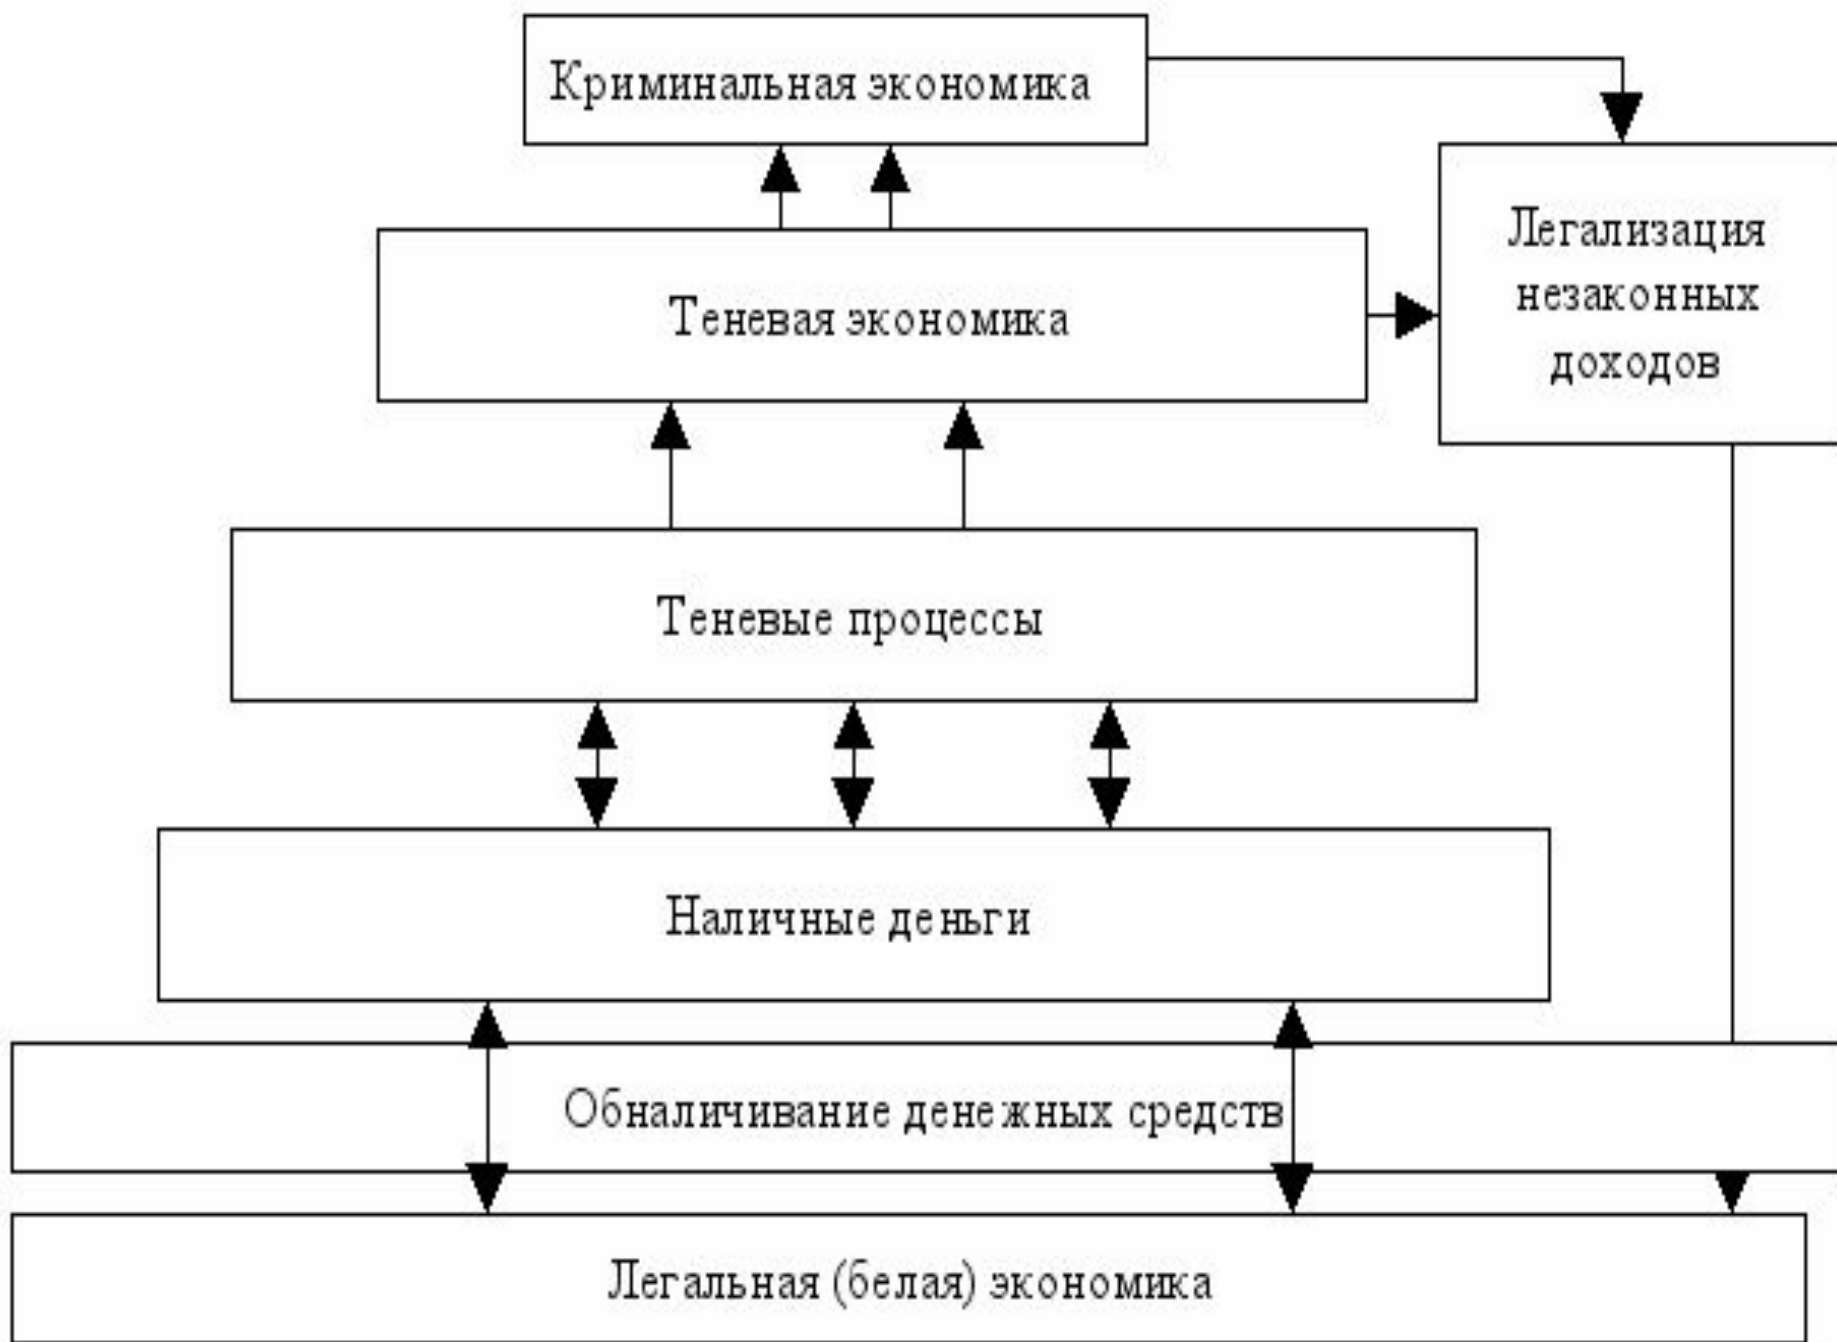 Криминальная экономика
Легализация
незаконных
доходов
Теневая экономика
Теневые процессы
Наличные деньги
Обналичивание денежных средств
Легальная (белая) экономика